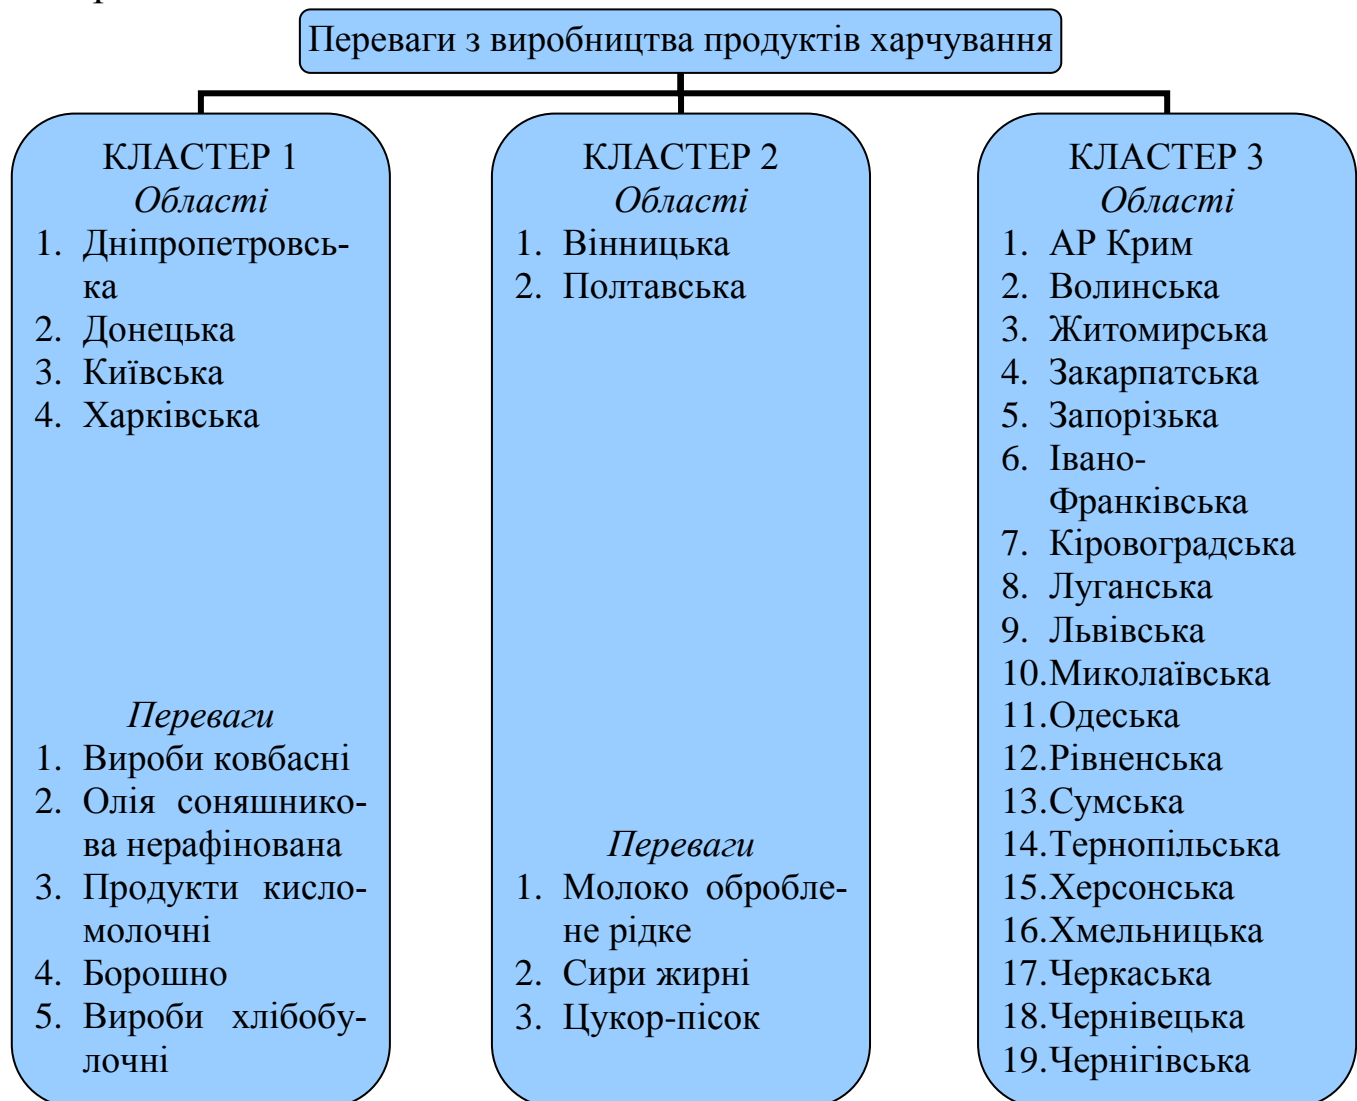 Переваги з виробництва продуктів харчування
КЛАСТЕР 1
Області
1. Дніпропетровсь-
ка
2. Донецька
3. Київська
4. Харківська
Переваги
1. Вироби ковбасні
2. Олія соняшнико-
ва нерафінована
3. Продукти кисло-
молочні
4. Борошно
5. Вироби хлібобу-
лочні
КЛАСТЕР 2
Області
1. Вінницька
2. Полтавська
Переваги
1. Молоко обробле-
не рідке
2. Сири жирні
3. Цукор-пісок
КЛАСТЕР 3
Області
1. АР Крим
2. Волинська
3. Житомирська
4. Закарпатська
5. Запорізька
6. Івано-
Франківська
7. Кіровоградська
8. Луганська
9. Львівська
10.Миколаївська
11.Одеська
12.Рівненська
13.Сумська
14.Тернопільська
15.Херсонська
16.Хмельницька
17.Черкаська
18.Чернівецька
19.Чернігівська